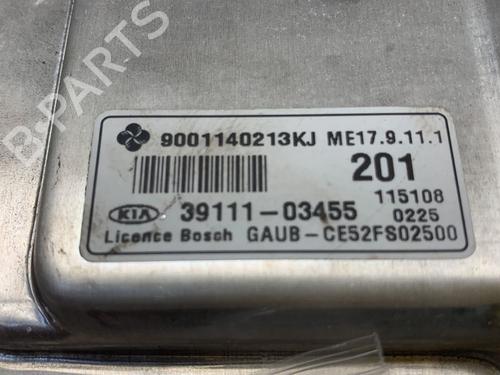 9001140213KJ ME17.9.11.1
201
115108
KIA 39111-03455 0225
Licence Bosch GAUB-CE52FS02500
B-PARTS